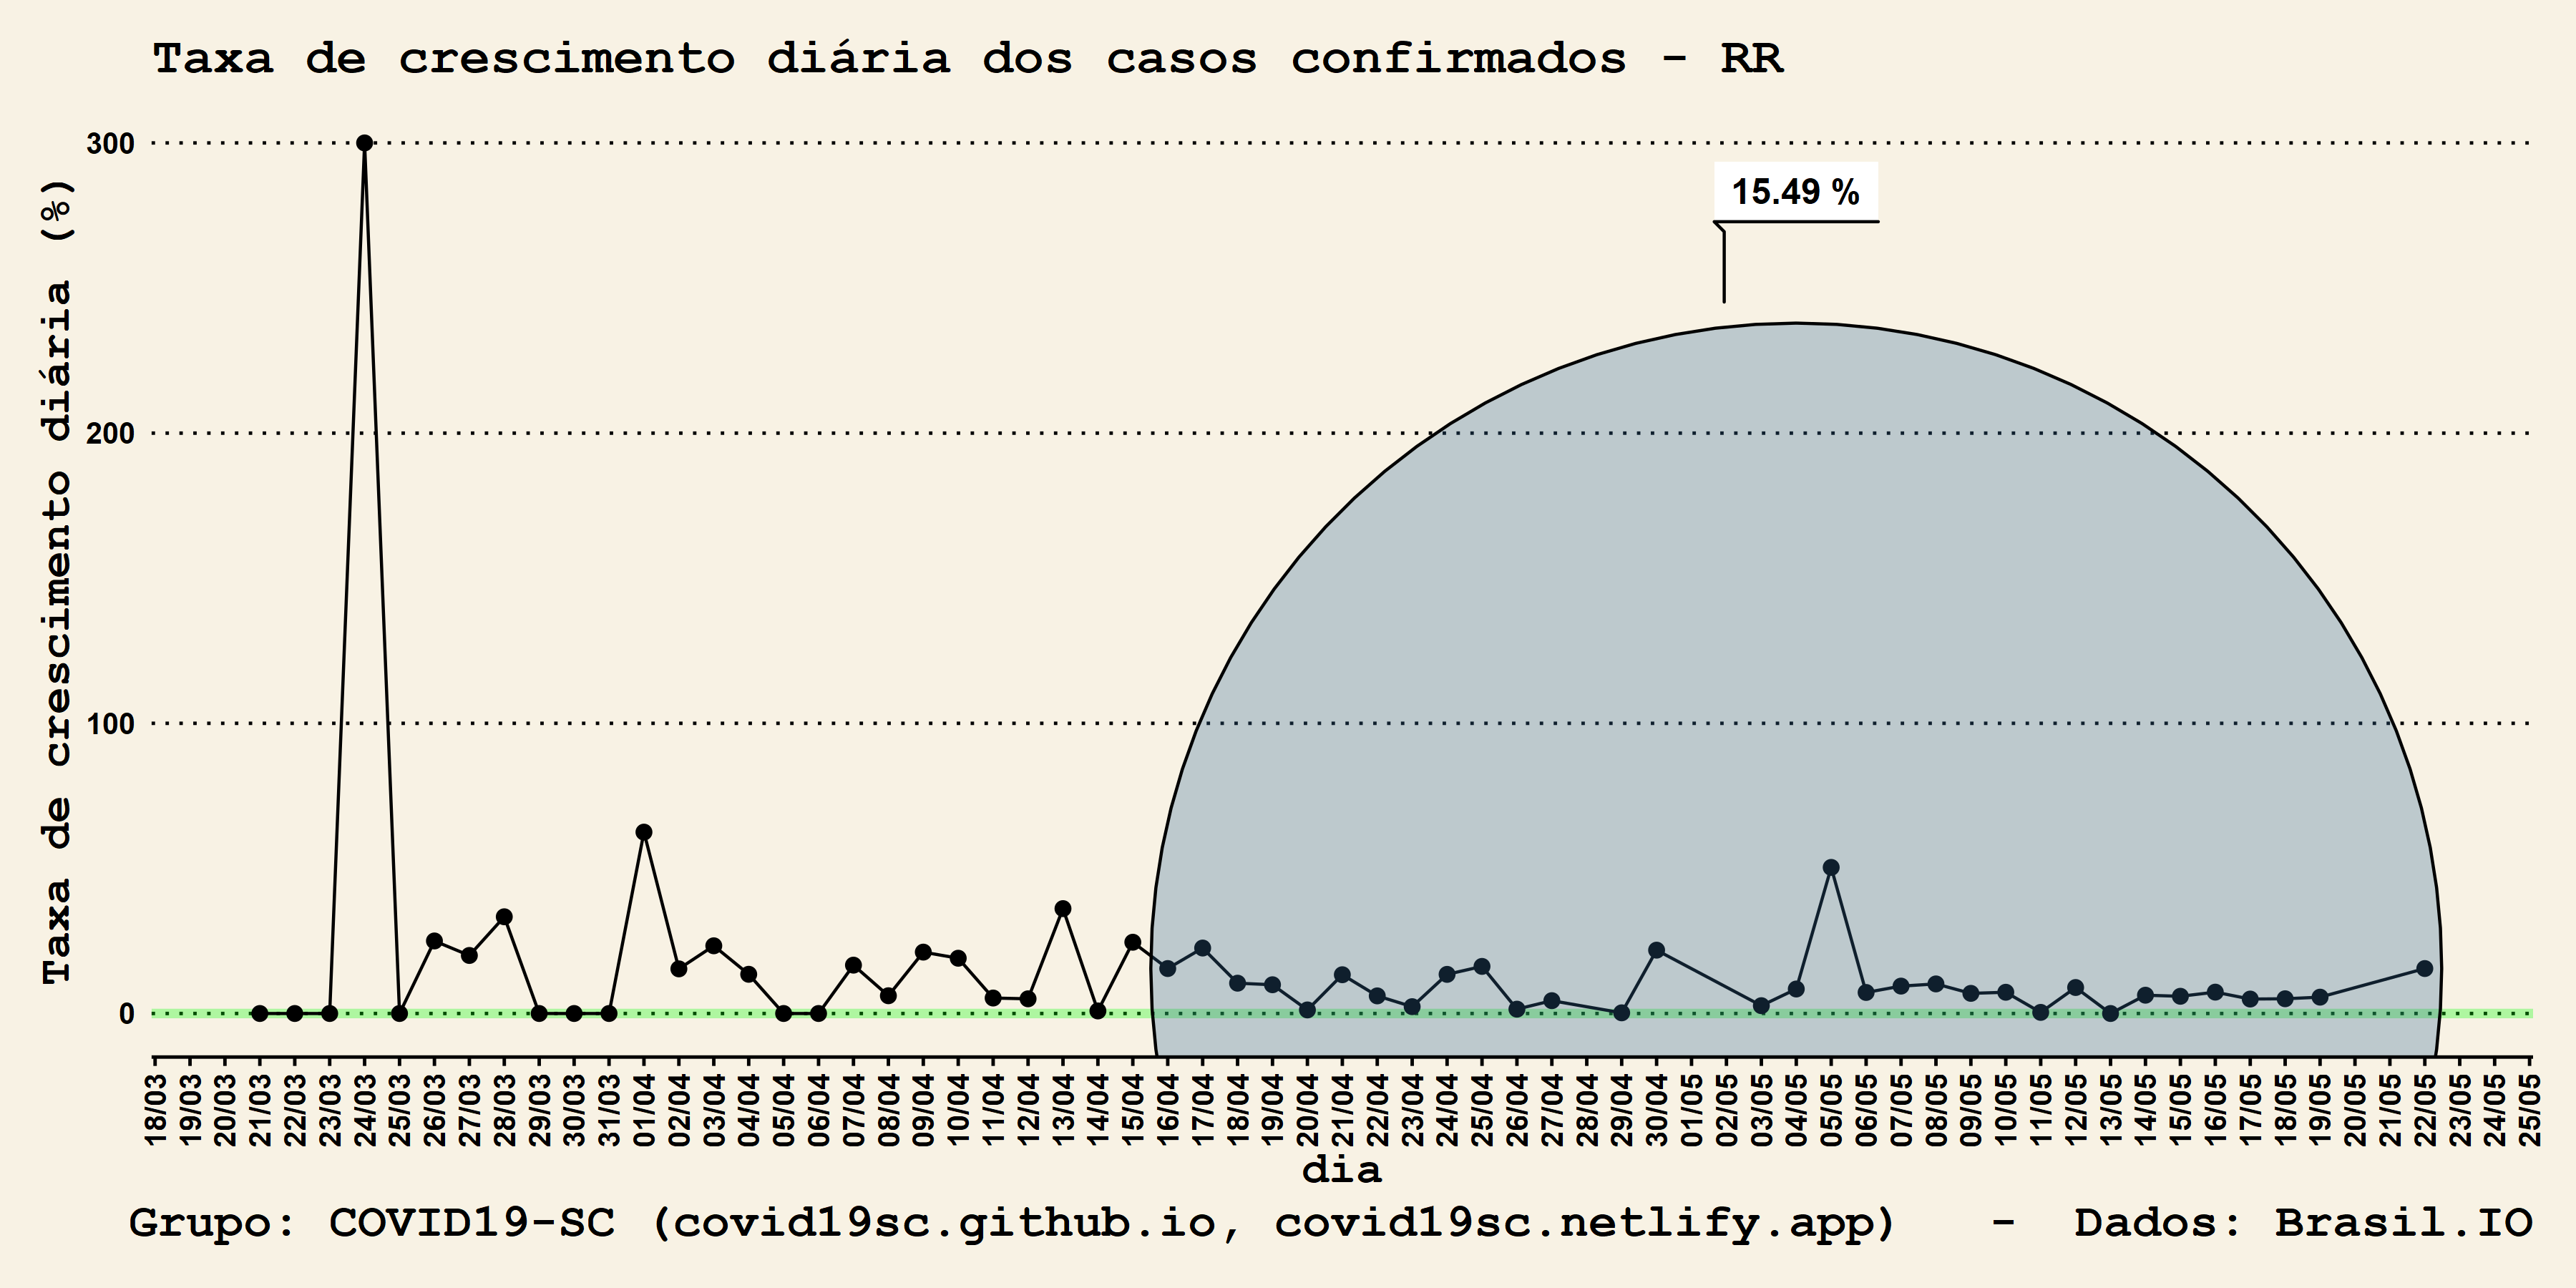 Taxa de crescimento diária dos casos confirmados - RR
Taxa de crescimento diária (%)
300
200
100
0
15.49 %
18/03 19/03 20/03 21/03 22/03 23/03 24/03 25/03 26/03 27/03 28/03 29/03 30/03 31/03 01/04 02/04 03/04 04/04 05/04 06/04 07/04 08/04 09/04 10/04 11/04 12/04 13/04 14/04 15/04 16/04 17/04 18/04 19/04 20/04 21/04 22/04 23/04 24/04 25/04 26/04 27/04 28/04 29/04 30/04 01/05 02/05 03/05 04/05 05/05 06/05 07/05 08/05 09/05 10/05 11/05 12/05 13/05 14/05 15/05 16/05 17/05 18/05 19/05 20/05 21/05 22/05 23/05 24/05 25/05
dia
Grupo: COVID19-SC (covid19sc.github.io, covid19sc.netlify.app) - Dados: Brasil.IO